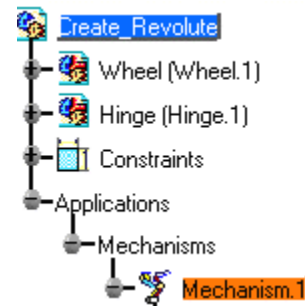 Create_Revolute
Wheel (Wheel.1)
Hinge (Hinge.1)
Constraints
Applications
Mechanisms
Mechanism.1